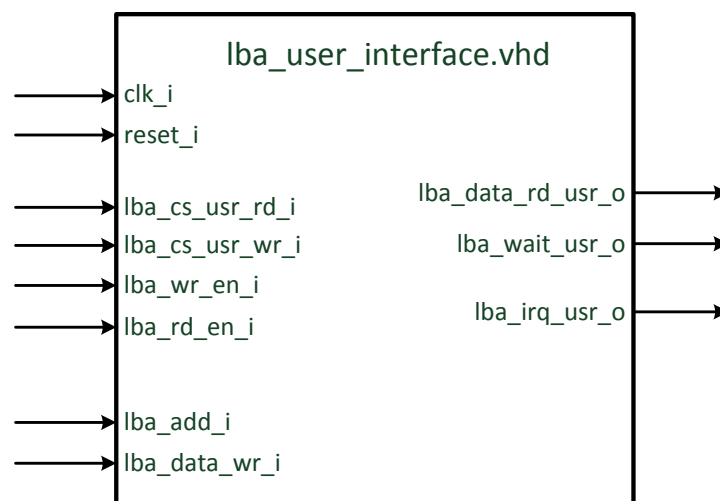 lba_user_interface.vhd
clk_i
reset_i
lba_cs_usr_rd_i
lba_cs_usr_wr_i
lba_wr_en_i
lba_rd_en_i
lba_add_i
lba_data_wr_i
lba_data_rd_usr_o
lba_wait_usr_o
lba_irq_usr_o